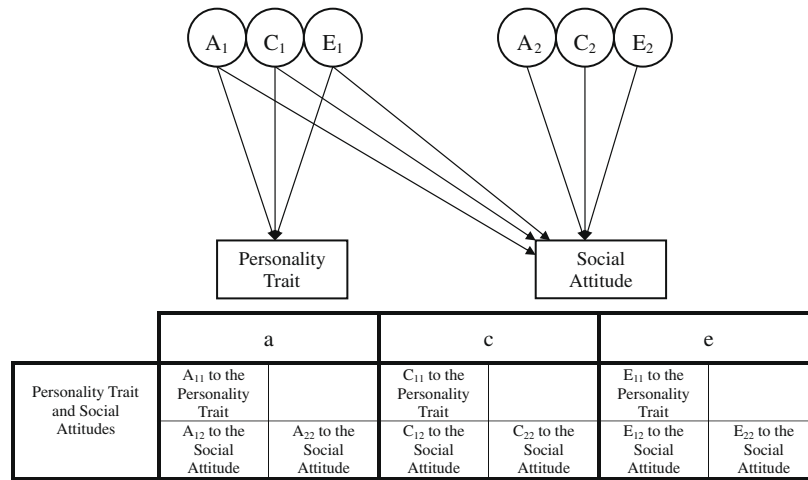 A₁ C₁ E₁ A₂ C₂ E₂
Personality Social
Trait Attitude
a c e
Personality Trait
and Social
Attitudes
A₁₁ to the
Personality
Trait
C₁₁ to the
Personality
Trait
E₁₁ to the
Personality
Trait
A₁₂ to the
Social
Attitude
A₂₂ to the
Social
Attitude
C₁₂ to the
Social
Attitude
C₂₂ to the
Social
Attitude
E₁₂ to the
Social
Attitude
E₂₂ to the
Social
Attitude